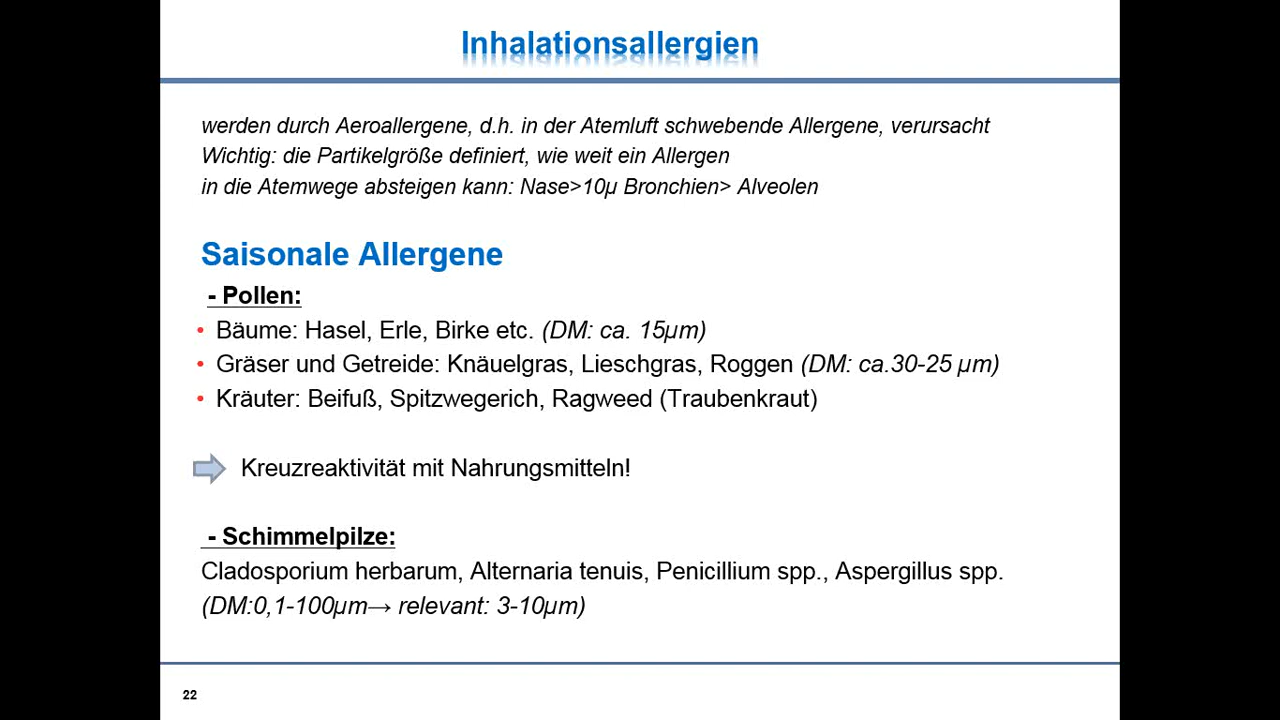 Inhalationsallergien
werden durch Aeroallergene, d.h. in der Atemluft schwebende Allergene, verursacht
Wichtig: die Partikelgröße definiert, wie weit ein Allergen
in die Atemwege absteigen kann: Nase>10µ Bronchien> Alveolen
Saisonale Allergene
- Pollen:
• Bäume: Hasel, Erle, Birke etc. (DM: ca. 15µm)
• Gräser und Getreide: Knäuelgras, Lieschgras, Roggen (DM: ca.30-25 µm)
• Kräuter: Beifuß, Spitzwegerich, Ragweed (Traubenkraut)
Kreuzreaktivität mit Nahrungsmitteln!
- Schimmelpilze:
Cladosporium herbarum, Alternaria tenuis, Penicillium spp., Aspergillus spp.
(DM:0,1-100µm→ relevant: 3-10µm)
22